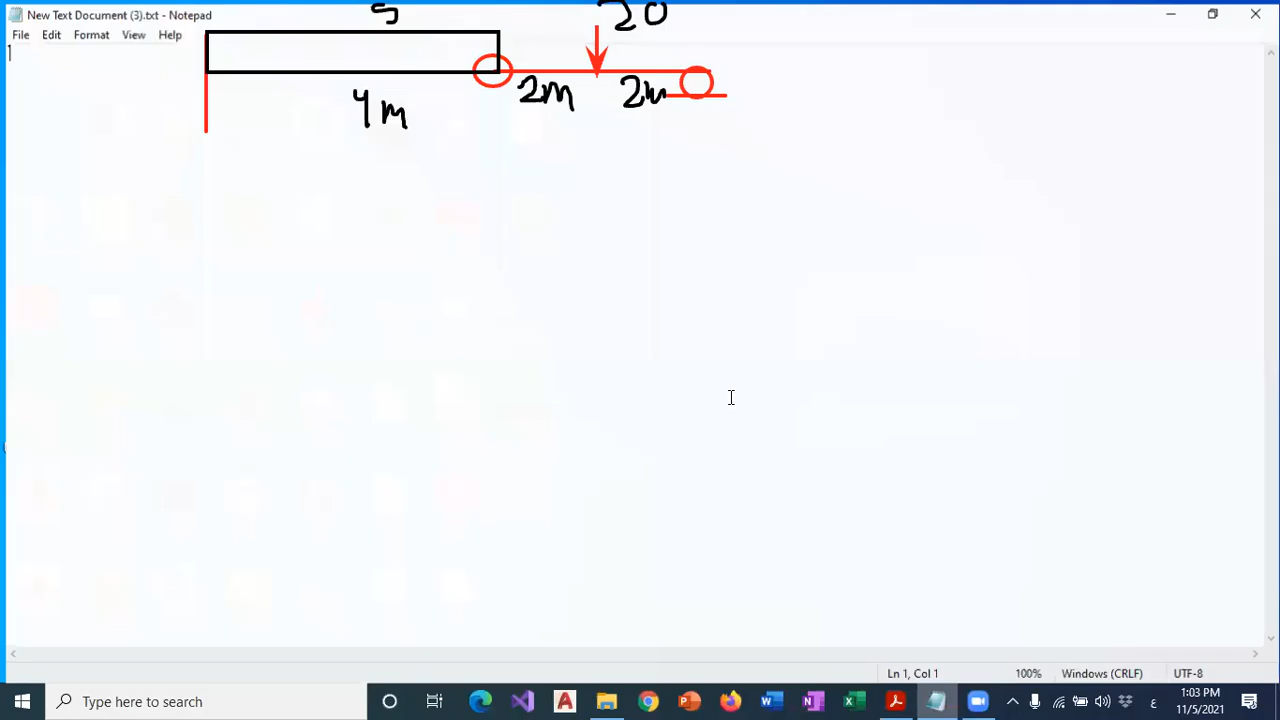 New Text Document (3).txt - Notepad
File Edit Format View Help
5 20
4m 2m 2m
Ln 1, Col 1 100% Windows (CRLF) UTF-8
Type here to search
ع
1:03 PM
11/5/2021